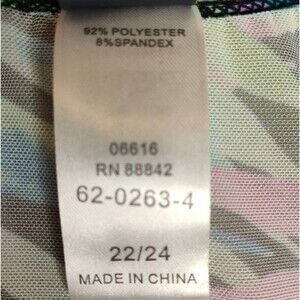 92% POLYESTER
8%SPANDEX
06616
RN 88842
62-0263-4
22/24
MADE IN CHINA